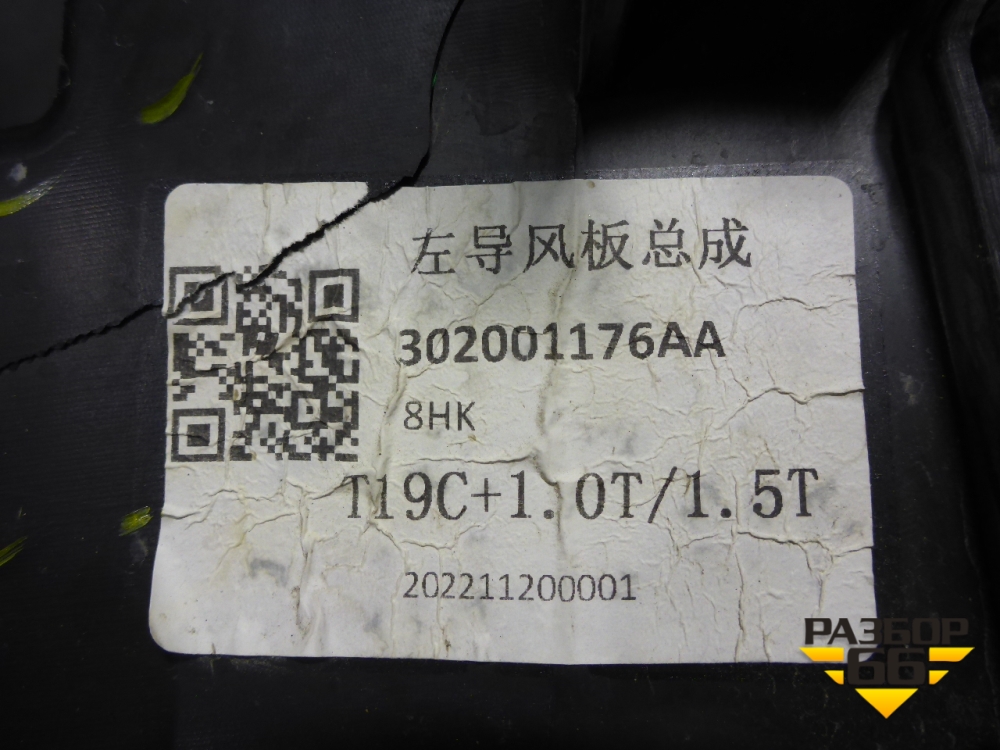 左导风板总成
302001176AA
8HK
T19C+1.0T/1.5T
202211200001
РАЗБОР
66